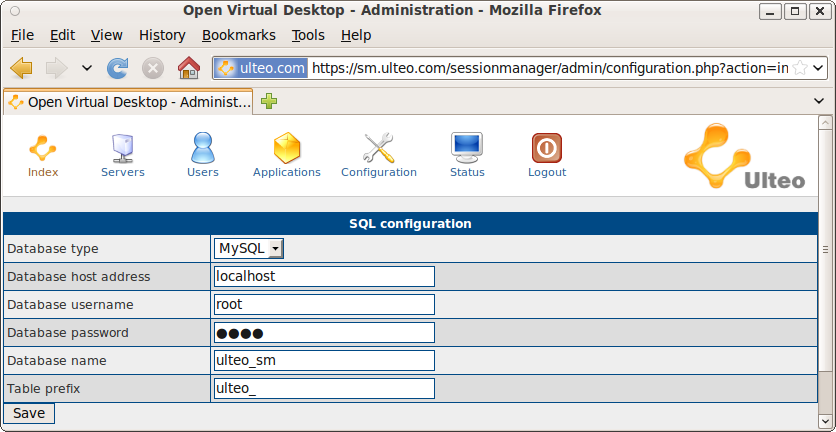 Open Virtual Desktop - Administration - Mozilla Firefox
File Edit View History Bookmarks Tools Help
ulteo.com https://sm.ulteo.com/sessionmanager/admin/configuration.php?action=in
Open Virtual Desktop - Administ...
Index Servers Users Applications Configuration Status Logout
Ulteo
SQL configuration
Database type MySQL
Database host address localhost
Database username root
Database password ●●●●
Database name ulteo_sm
Table prefix ulteo_
Save